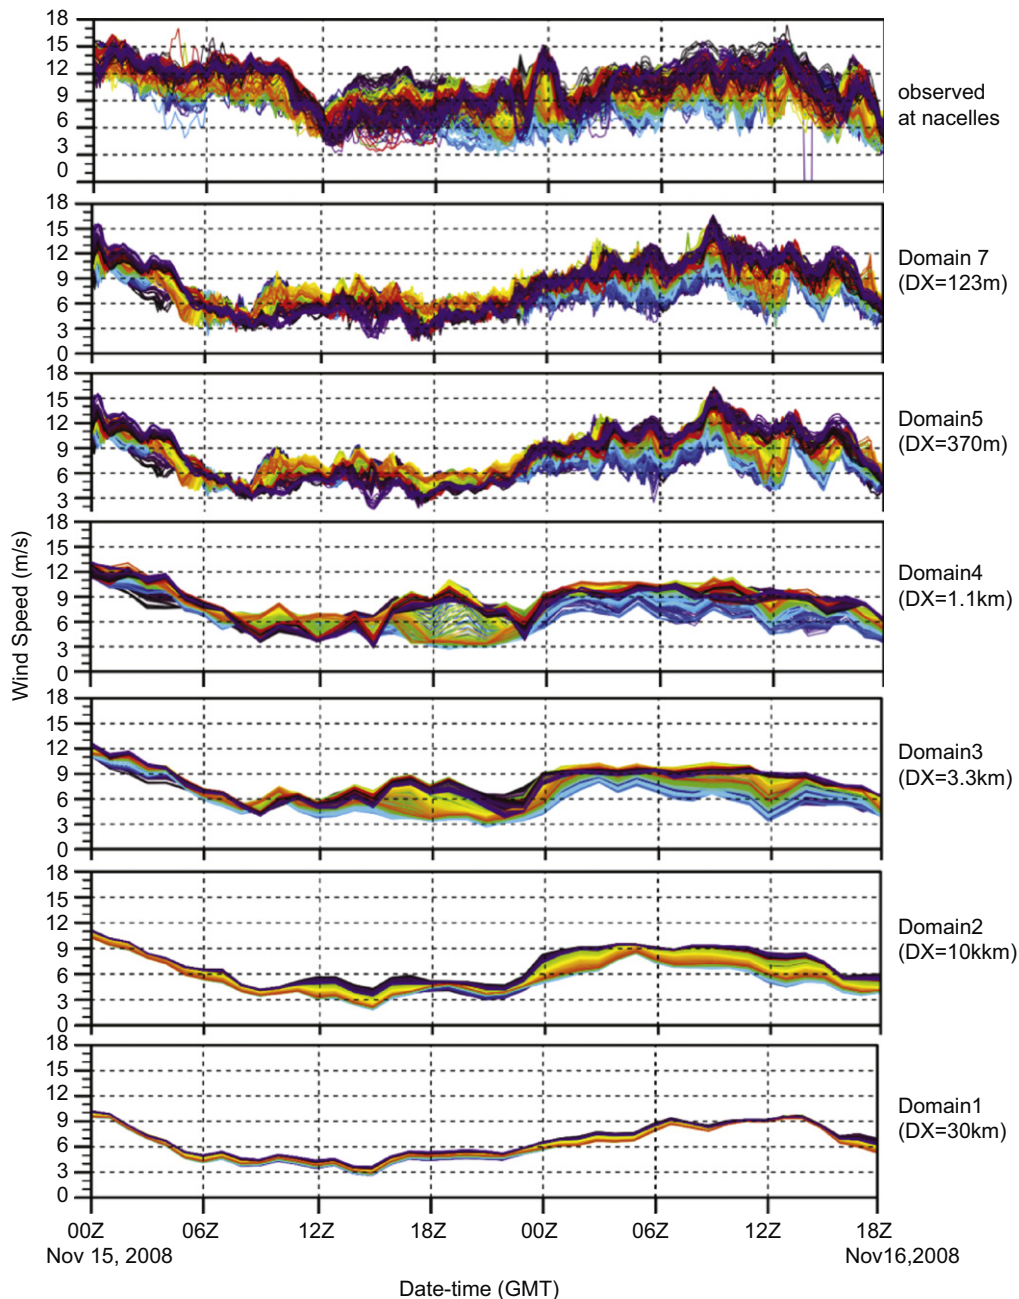 18
15
12
9
6
3
0
observed
at nacelles
18
15
12
9
6
3
0
Domain 7
(DX=123m)
18
15
12
9
6
3
Domain5
(DX=370m)
18
15
12
9
6
3
0
Domain4
(DX=1.1km)
Wind Speed (m/s)
18
15
12
9
6
3
0
Domain3
(DX=3.3km)
18
15
12
9
6
3
0
Domain2
(DX=10kkm)
18
15
12
9
6
3
0
Domain1
(DX=30km)
00Z 06Z 12Z 18Z 00Z 06Z 12Z 18Z
Nov 15, 2008 Nov16,2008
Date-time (GMT)